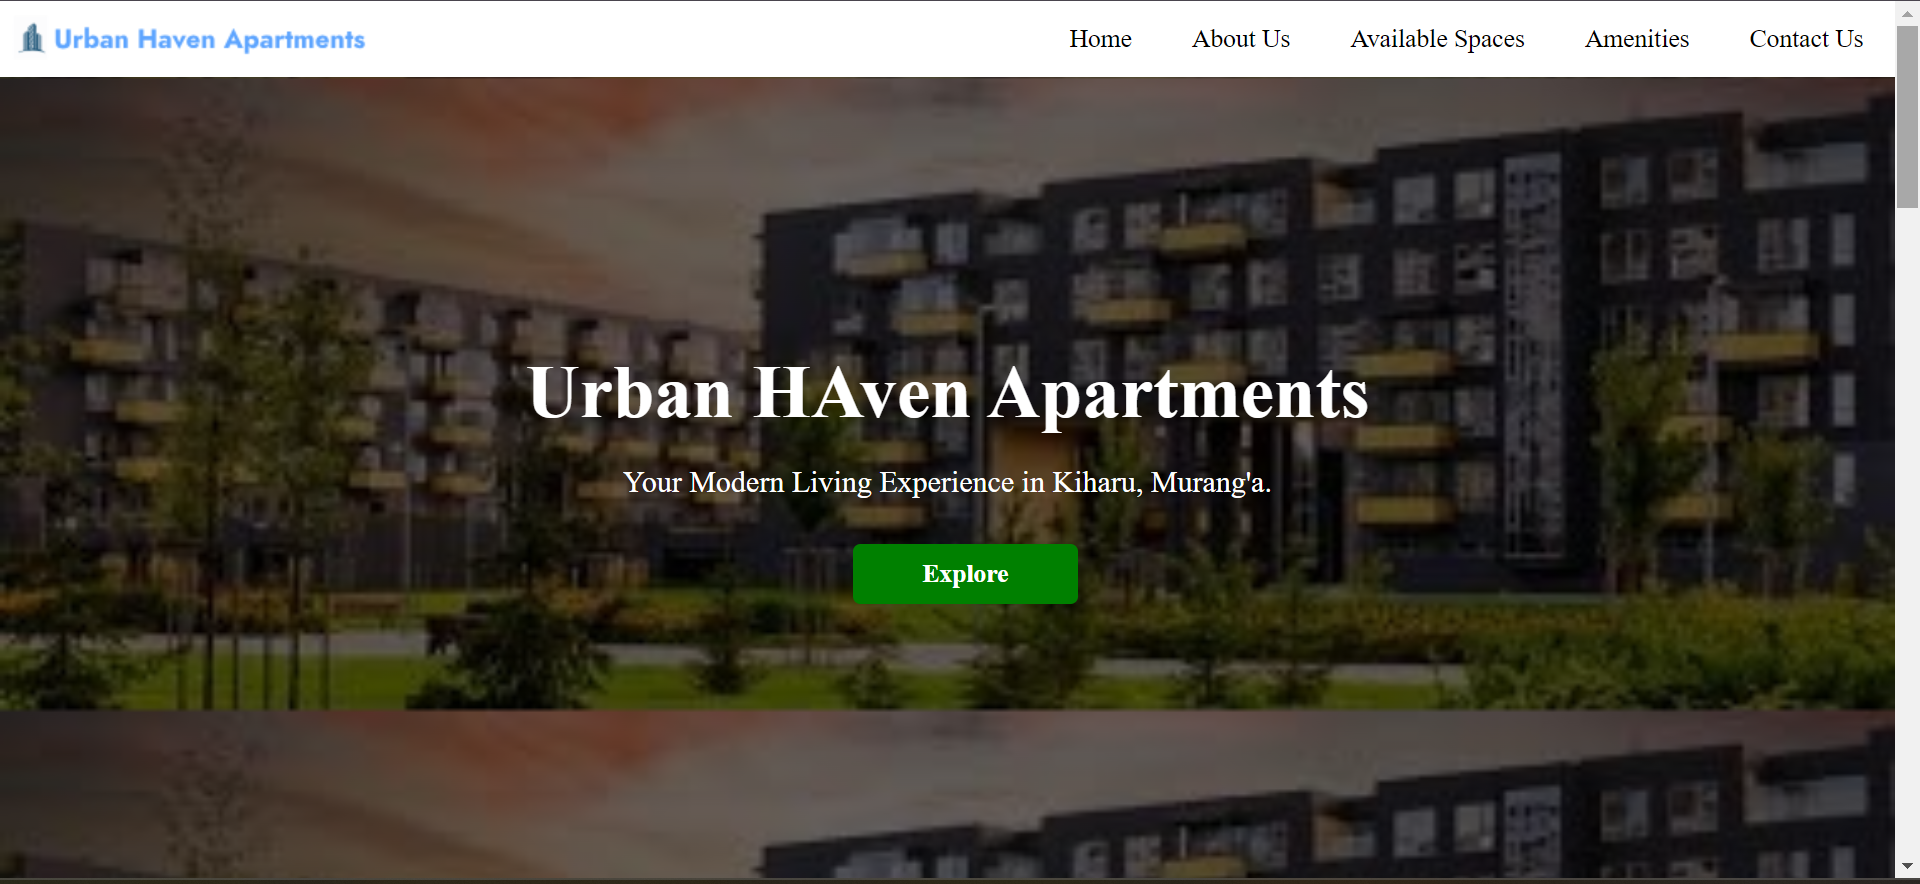 Urban Haven Apartments
Home
About Us
Available Spaces
Amenities
Contact Us
Urban HAven Apartments
Your Modern Living Experience in Kiharu, Murang'a.
Explore